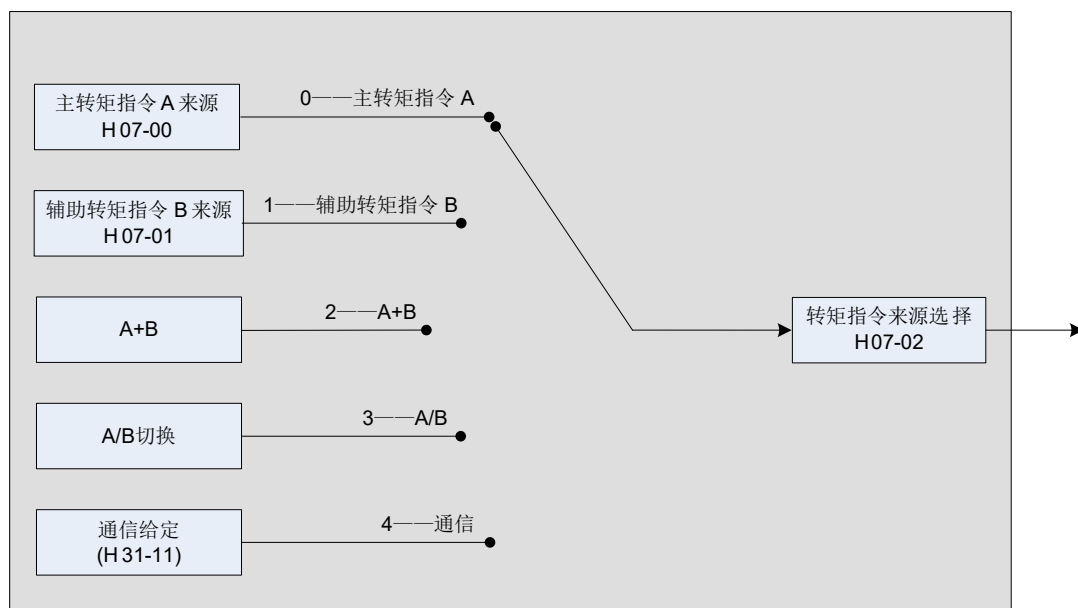 主转矩指令A来源
H07-00
0——主转矩指令 A
辅助转矩指令 B 来源
H07-01
1——辅助转矩指令 B
A+B
2——A+B
转矩指令来源选择
H07-02
A/B切换
3——A/B
通信给定
(H31-11)
4——通信